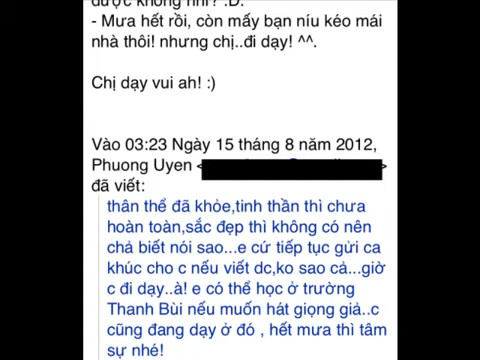 được không nhỉ? :D.
- Mưa hết rồi, còn mấy bạn níu kéo mái
nhà thôi! nhưng chị..đi dạy! ^^.
Chị dạy vui ah! :)
Vào 03:23 Ngày 15 tháng 8 năm 2012,
Phuong Uyen <
>
đã viết:
thân thể đã khỏe,tinh thần thì chưa
hoàn toàn,sắc đẹp thì không có nên
chả biết nói sao...e cứ tiếp tục gửi ca
khúc cho c nếu viết dc,ko sao cả...giờ
c đi dạy..à! e có thể học ở trường
Thanh Bùi nếu muốn hát giọng giả..c
cũng đang dạy ở đó , hết mưa thì tâm
sự nhé!